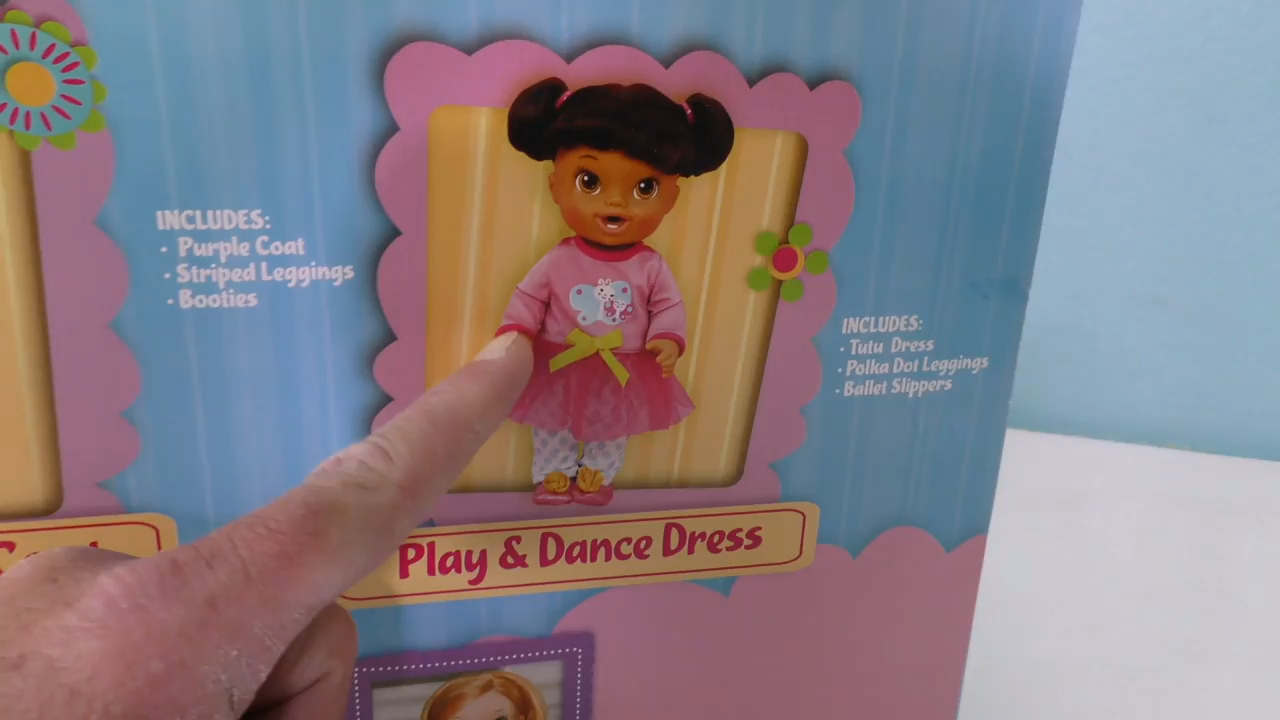 INCLUDES:
· Purple Coat
· Striped Leggings
· Booties
INCLUDES:
· Tutu Dress
· Polka Dot Leggings
· Ballet Slippers
Play & Dance Dress